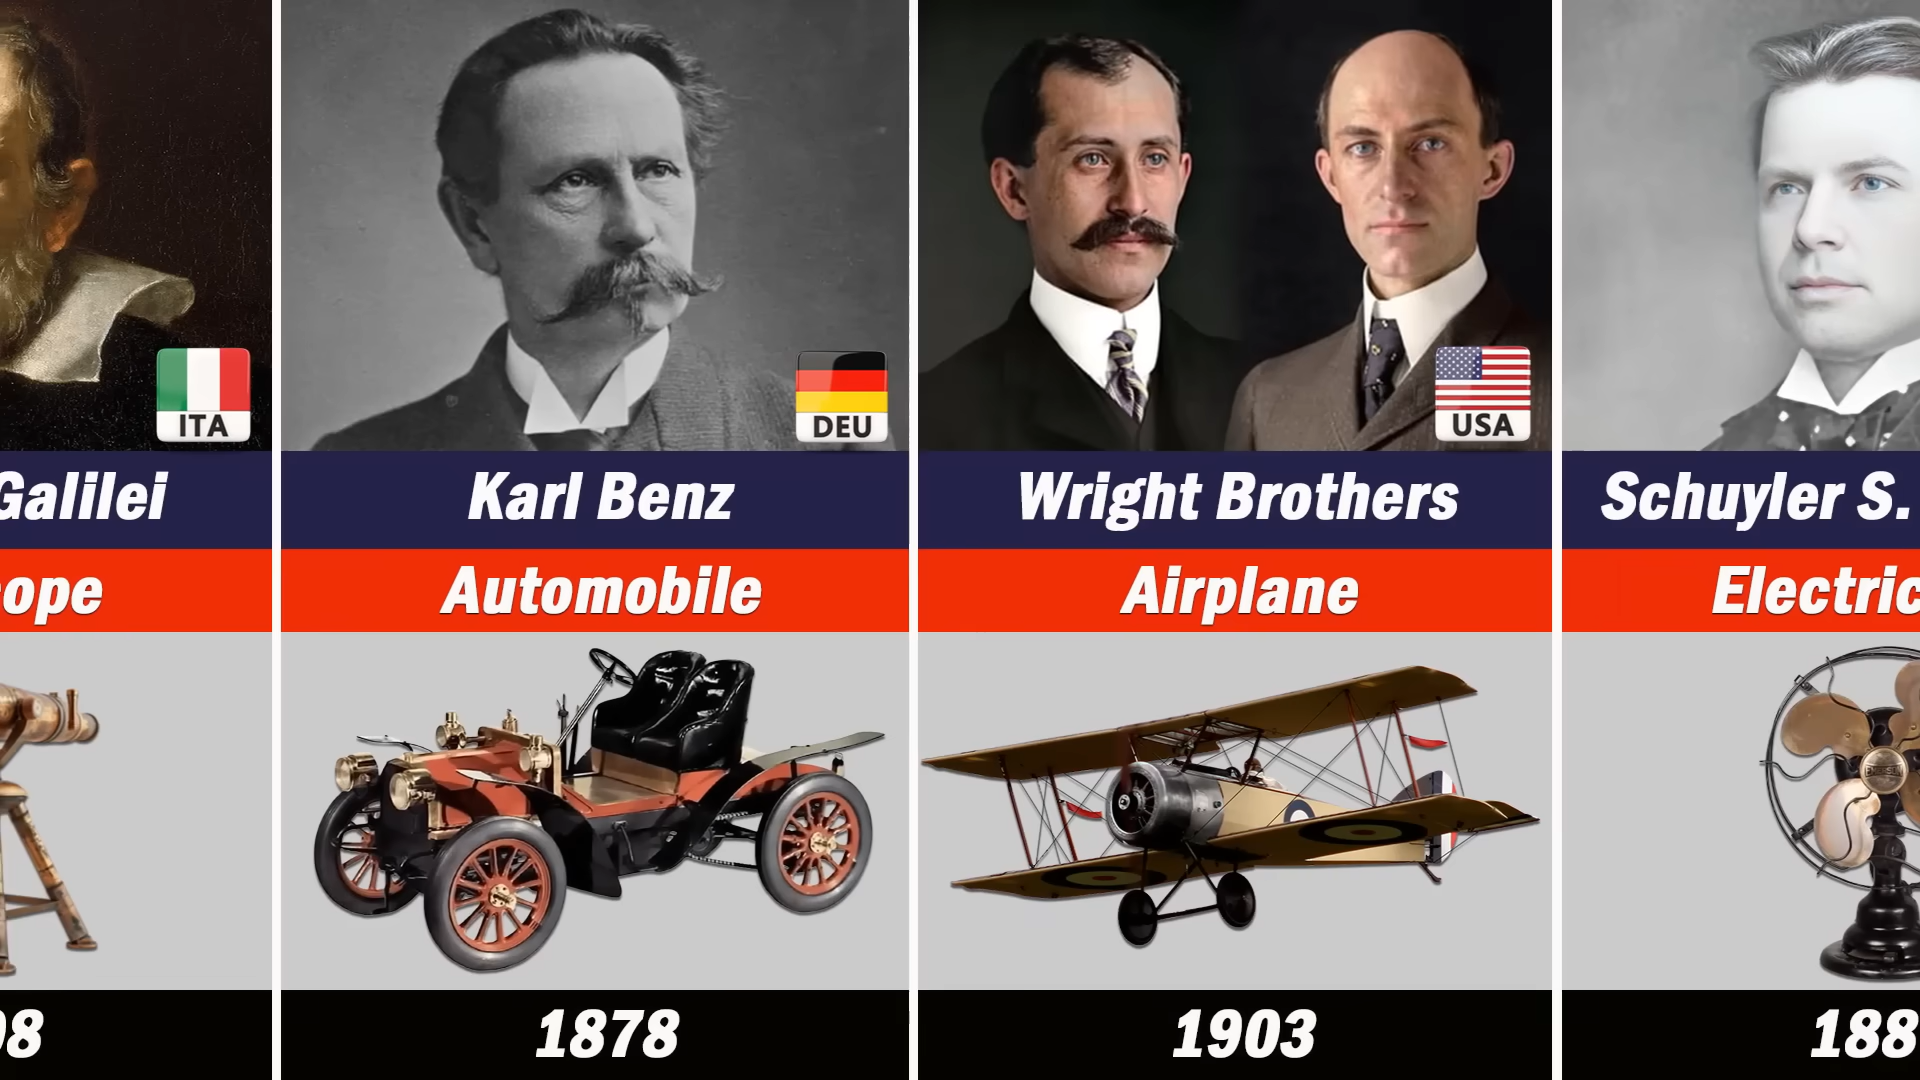 ITA
Galilei
ope
08
DEU
Karl Benz
Automobile
1878
USA
Wright Brothers
Airplane
1903
Schuyler S.
Electric
188